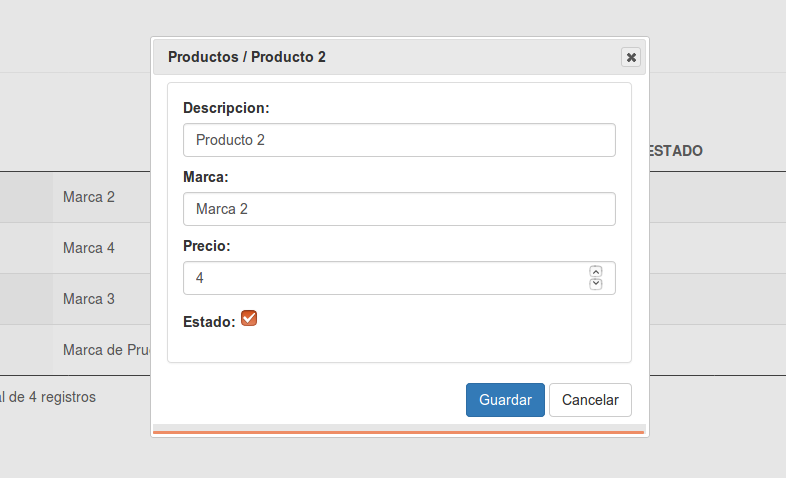 Productos / Producto 2
Descripcion:
Producto 2
ESTADO
Marca:
Marca 2
Marca 2
Marca 4
Precio:
4
Marca 3
Estado:
Marca de Pru
al de 4 registros
Guardar Cancelar